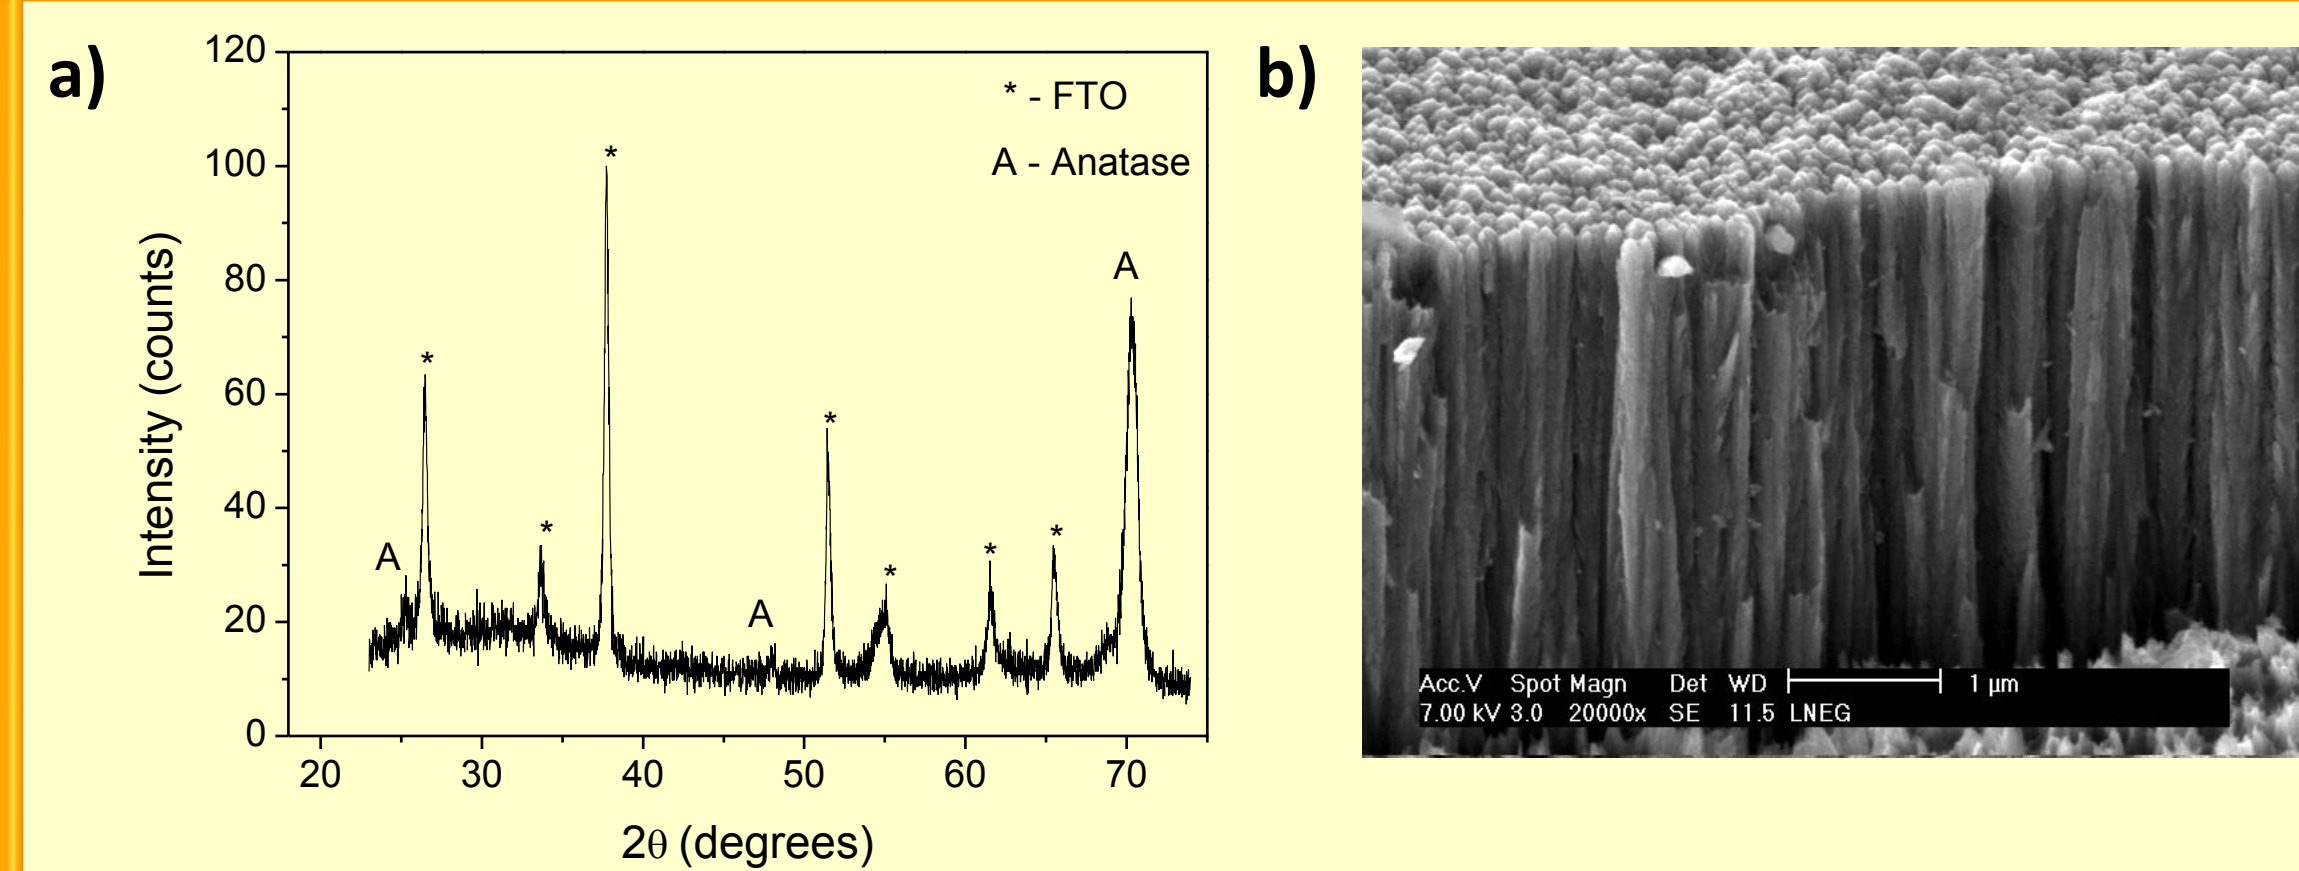 a)
120
100
80
60
40
20
0
Intensity (counts)
* - FTO
A - Anatase
*
*
A
*
A
*
*
*
*
*
A
20 30 40 50 60 70
2θ (degrees)
b)
Acc.V Spot Magn Det WD 1 µm
7.00 kV 3.0 20000x SE 11.5 LNEG